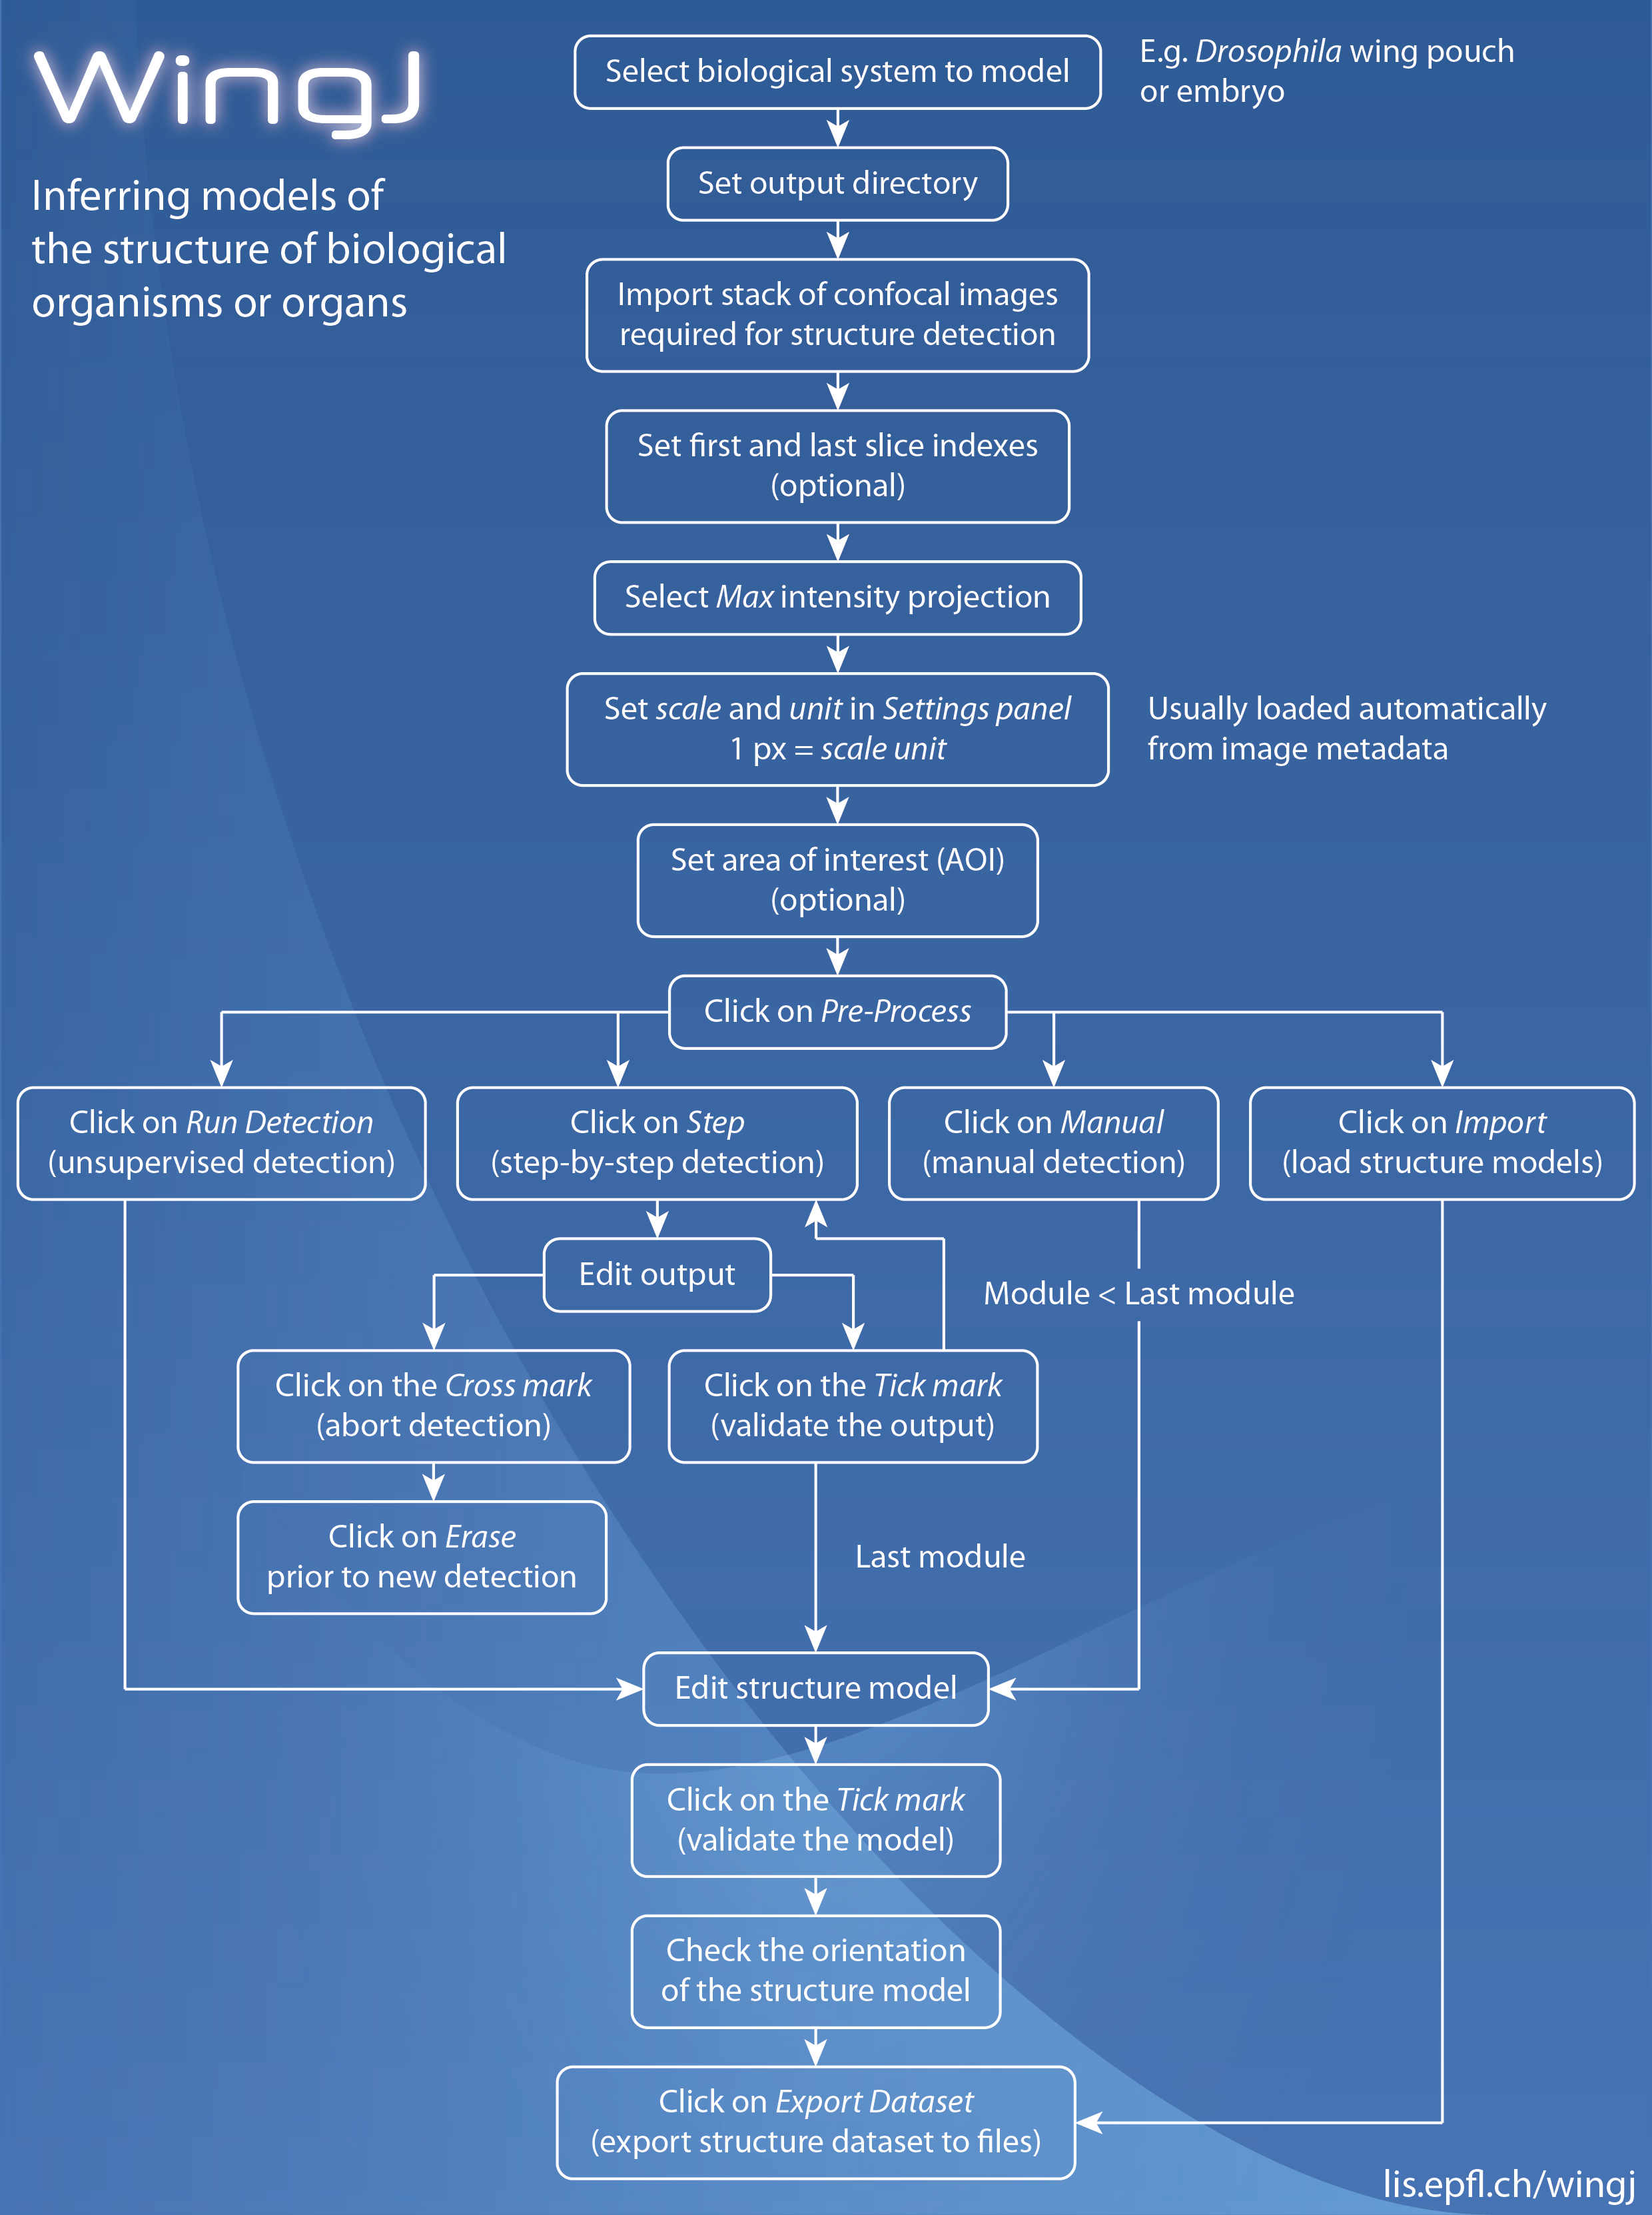 WingJ
Inferring models of
the structure of biological
organisms or organs
Select biological system to model
E.g. Drosophila wing pouch
or embryo
Set output directory
Import stack of confocal images
required for structure detection
Set first and last slice indexes
(optional)
Select Max intensity projection
Set scale and unit in Settings panel
1 px = scale unit
Usually loaded automatically
from image metadata
Set area of interest (AOI)
(optional)
Click on Pre-Process
Click on Run Detection
(unsupervised detection)
Click on Step
(step-by-step detection)
Click on Manual
(manual detection)
Click on Import
(load structure models)
Edit output
Module < Last module
Click on the Cross mark
(abort detection)
Click on the Tick mark
(validate the output)
Click on Erase
prior to new detection
Last module
Edit structure model
Click on the Tick mark
(validate the model)
Check the orientation
of the structure model
Click on Export Dataset
(export structure dataset to files)
lis.epfl.ch/wingj